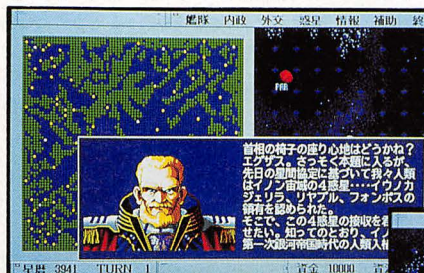 艦隊 内政 外交 惑星 情報 補助 終
PAR
首相の椅子の座り心地はどうかね?
エグザス。さっそく本題に入るが、
先日の星間協定に基づいて我々人類
はイノン宙域の4惑星・・・・イウノカ
ジェリラ、リヤアル、フォンボスの
領有を認められた。
そこで、この4惑星の接収を
せたい。知ってのとおり、イノ
第一次銀河帝国時代の人類入植
星暦 3941 TURN 1
資金 10000 資